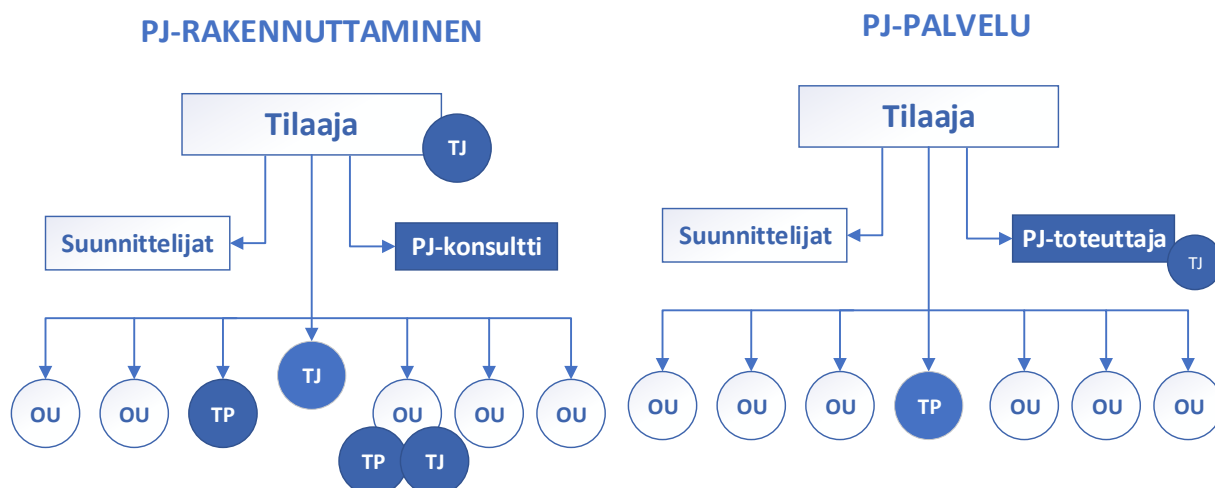 PJ-RAKENNUTTAMINEN
Tilaaja
TJ
Suunnittelijat
PJ-konsultti
OU
OU
TP
TJ
OU
OU
OU
TP
TJ
PJ-PALVELU
Tilaaja
Suunnittelijat
PJ-toteuttaja
TJ
OU
OU
OU
TP
OU
OU
OU